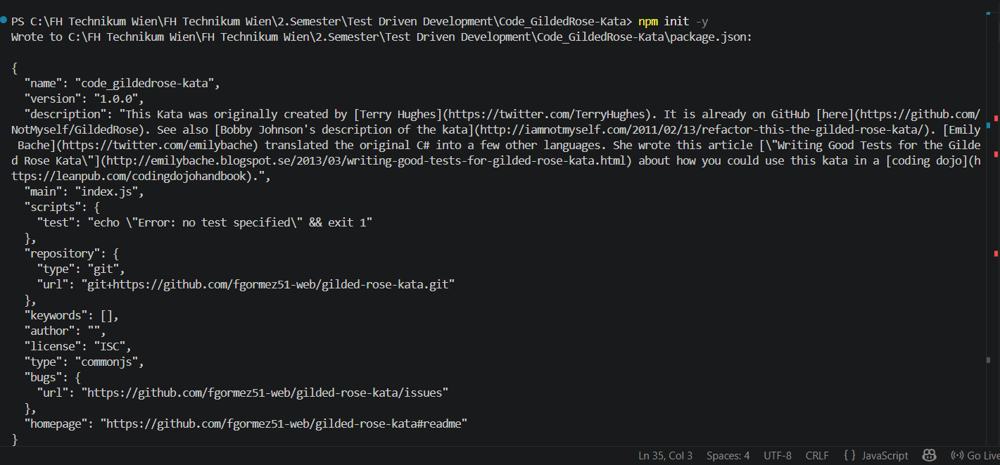 PS C:\FH Technikum Wien\FH Technikum Wien\2.Semester\Test Driven Development\Code_GildedRose-Kata> npm init -y
Wrote to C:\FH Technikum Wien\FH Technikum Wien\2.Semester\Test Driven Development\Code_GildedRose-Kata\package.json:
{
  "name": "code_gildedrose-kata",
  "version": "1.0.0",
  "description": "This Kata was originally created by [Terry Hughes](https://twitter.com/TerryHughes). It is already on GitHub [here](https://github.com/
NotMyself/GildedRose). See also [Bobby Johnson's description of the kata](http://iamnotmyself.com/2011/02/13/refactor-this-the-gilded-rose-kata/). [Emily
 Bache](https://twitter.com/emilybache) translated the original C# into a few other languages. She wrote this article [\"Writing Good Tests for the Gilde
d Rose Kata\"](http://emilybache.blogspot.se/2013/03/writing-good-tests-for-gilded-rose-kata.html) about how you could use this kata in a [coding dojo](h
ttps://leanpub.com/codingdojohandbook).",
  "main": "index.js",
  "scripts": {
    "test": "echo \"Error: no test specified\" && exit 1"
  },
  "repository": {
    "type": "git",
    "url": "git+https://github.com/fgormez51-web/gilded-rose-kata.git"
  },
  "keywords": [],
  "author": "",
  "license": "ISC",
  "type": "commonjs",
  "bugs": {
    "url": "https://github.com/fgormez51-web/gilded-rose-kata/issues"
  },
  "homepage": "https://github.com/fgormez51-web/gilded-rose-kata#readme"
}
Ln 35, Col 3 Spaces: 4 UTF-8 CRLF { } JavaScript Go Live